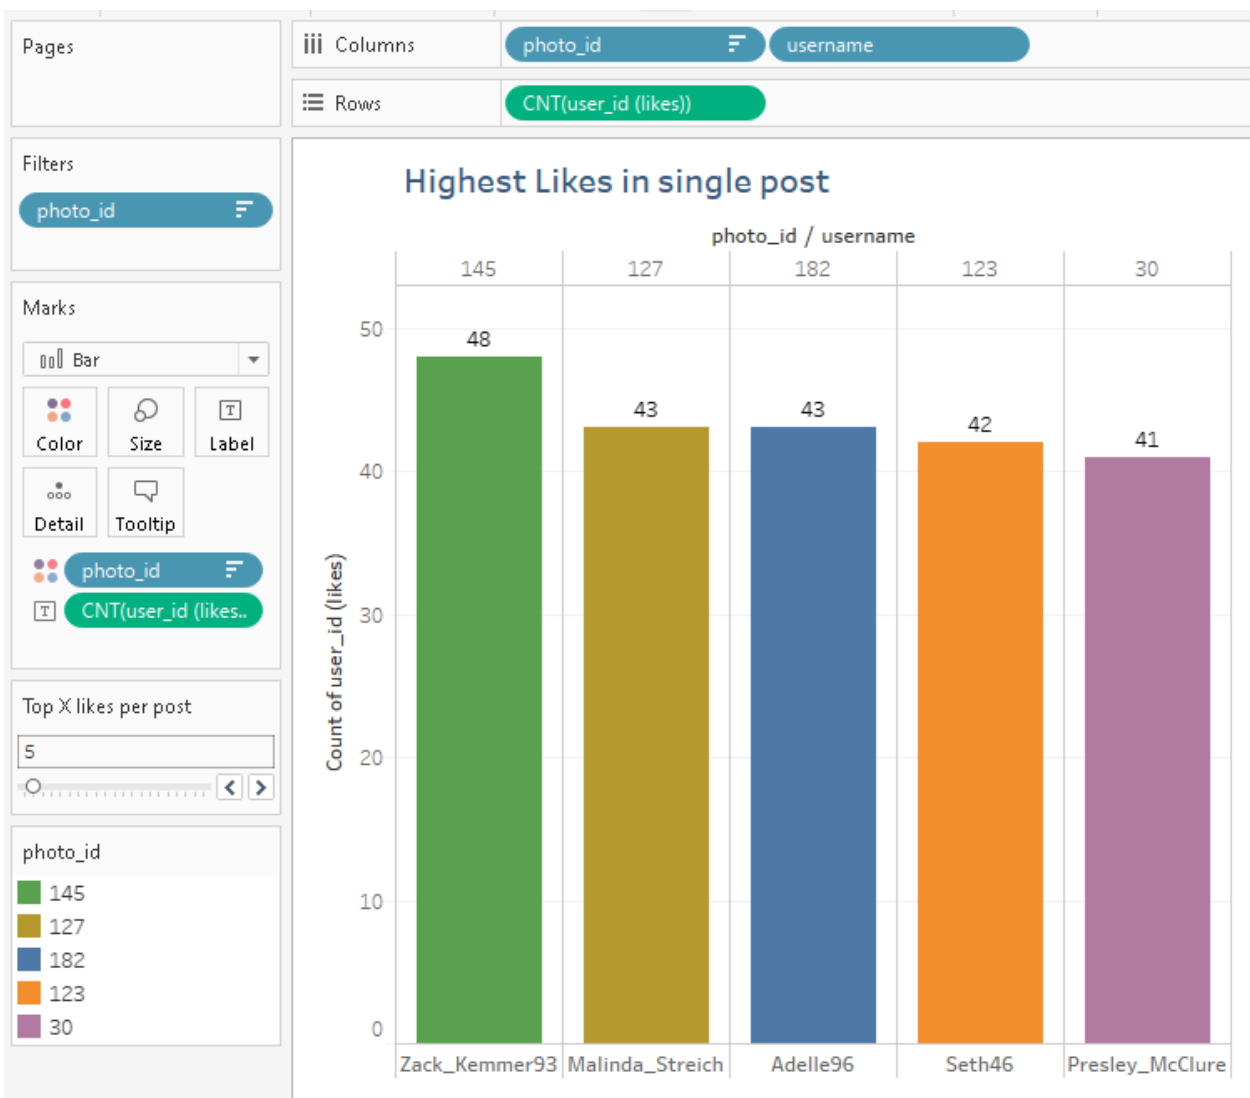 Pages
Columns
photo_id
username
Rows
CNT(user_id (likes))
Filters
photo_id
Marks
Bar
Color
Size
T
Label
Detail
Tooltip
photo_id
T
CNT(user_id (likes..
Top X likes per post
5
photo_id
145
127
182
123
30
Highest Likes in single post
photo_id / username
145 127 182 123 30
Count of user_id (likes)
50
40
30
20
10
0
48
43
43
42
41
Zack_Kemmer93 Malinda_Streich Adelle96 Seth46 Presley_McClure